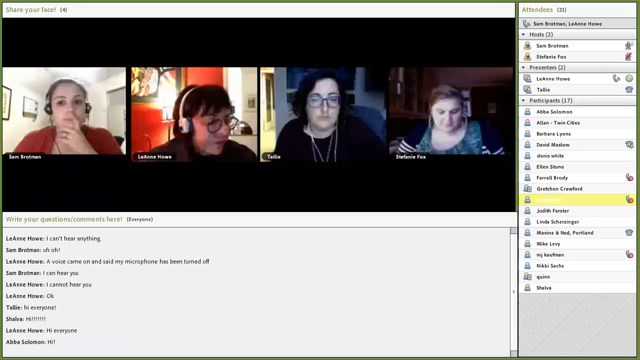 Share your face! (4)
Sam Brotman
LeAnne Howe
Tallie
Stefanie Fox
Write your questions/comments here! (Everyone)
LeAnne Howe: I can't hear anything.
Sam Brotman: uh oh!
LeAnne Howe: A voice came on and said my microphone has been turned off
Sam Brotman: I can hear you
LeAnne Howe: I cannot hear you
LeAnne Howe: Ok
Tallie: hi everyone!
Shalva: Hi!!!!!!!
LeAnne Howe: Hi everyone
Abba Solomon: Hi!
Attendees (21)
Sam Brotman, LeAnne Howe
Hosts (2)
Sam Brotman
Stefanie Fox
Presenters (2)
LeAnne Howe
Tallie
Participants (17)
Abba Solomon
Allan - Twin Cities
Barbara Lyons
David Maslow
denis white
Ellen Stone
Farrell Brody
Gretchen Crawford
Judith Ferster
Linda Scherzinger
Maxine & Ned, Portland
Mike Levy
mj kaufman
Nikki Sachs
quinn
Shalva